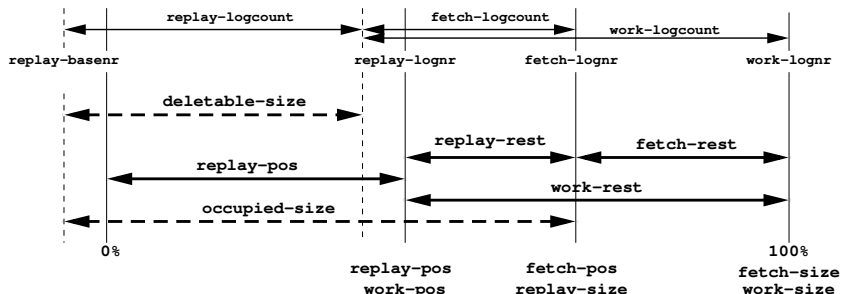 replay-logcount
fetch-logcount
work-logcount
replay-basenr
replay-lognr
fetch-lognr
work-lognr
deletable-size
replay-rest
fetch-rest
replay-pos
work-rest
occupied-size
0%
100%
replay-pos
work-pos
fetch-pos
replay-size
fetch-size
work-size